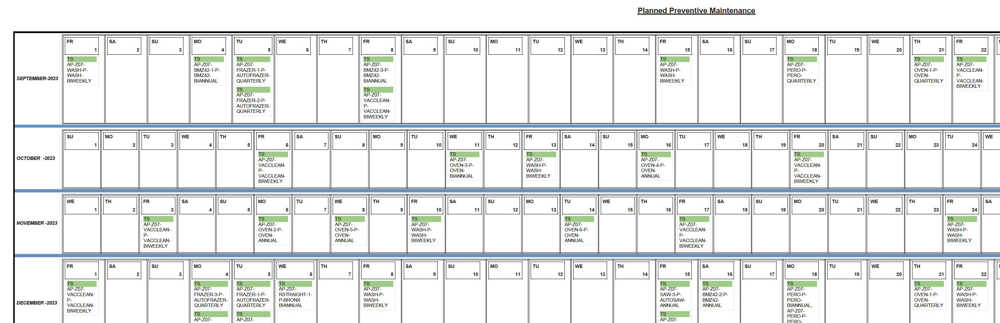 Planned Preventive Maintenance
SEPTEMBER-2023
FR 1
TS
AP-Z07-
WASH-P-
WASH-
BIWEEKLY
SA 2
SU 3
MO 4
TS
AP-Z07-
BMZ42-1-P-
BMZ42-
BIANNUAL
TU 5
TS
AP-Z07-
FRAZER-1-P-
AUTOFRAZER-
QUARTERLY
TS
AP-Z07-
FRAZER-2-P-
AUTOFRAZER-
QUARTERLY
WE 6
TH 7
FR 8
TS
AP-Z07-
BMZ42-3-P-
BMZ42-
BIANNUAL
TS
AP-Z07-
VACCLEAN-
P-
VACCLEAN-
BIWEEKLY
SA 9
SU 10
MO 11
TU 12
WE 13
TH 14
FR 15
TS
AP-Z07-
WASH-P-
WASH-
BIWEEKLY
SA 16
SU 17
MO 18
TS
AP-Z07-
PERO-P-
PERO-
QUARTERLY
TU 19
WE 20
TH 21
TS
AP-Z07-
OVEN-1-P-
OVEN-
QUARTERLY
FR 22
TS
AP-Z07-
VACCLEAN-
P-
VACCLEAN-
BIWEEKLY
OCTOBER -2023
SU 1
MO 2
TU 3
WE 4
TH 5
FR 6
TS
AP-Z07-
VACCLEAN-
P-
VACCLEAN-
BIWEEKLY
SA 7
SU 8
MO 9
TU 10
WE 11
TS
AP-Z07-
OVEN-3-P-
OVEN-
BIANNUAL
TH 12
FR 13
TS
AP-Z07-
WASH-P-
WASH-
BIWEEKLY
SA 14
SU 15
MO 16
TS
AP-Z07-
OVEN-4-P-
OVEN-
ANNUAL
TU 17
WE 18
TH 19
FR 20
TS
AP-Z07-
VACCLEAN-
P-
VACCLEAN-
BIWEEKLY
SA 21
SU 22
MO 23
TU 24
WE
NOVEMBER -2023
WE 1
TH 2
FR 3
TS
AP-Z07-
VACCLEAN-
P-
VACCLEAN-
BIWEEKLY
SA 4
SU 5
MO 6
TS
AP-Z07-
OVEN-2-P-
OVEN-
ANNUAL
TU 7
WE 8
TS
AP-Z07-
OVEN-5-P-
OVEN-
ANNUAL
TH 9
FR 10
TS
AP-Z07-
WASH-P-
WASH-
BIWEEKLY
SA 11
SU 12
MO 13
TU 14
TS
AP-Z07-
OVEN-6-P-
OVEN-
ANNUAL
WE 15
TH 16
FR 17
TS
AP-Z07-
VACCLEAN-
P-
VACCLEAN-
BIWEEKLY
SA 18
SU 19
MO 20
TU 21
WE 22
TH 23
FR 24
TS
AP-Z07-
WASH-P-
WASH-
BIWEEKLY
SA
DECEMBER -2023
FR 1
TS
AP-Z07-
VACCLEAN-
P-
VACCLEAN-
BIWEEKLY
SA 2
SU 3
MO 4
TS
AP-Z07-
FRAZER-3-P-
AUTOFRAZER-
QUARTERLY
TS
AP-Z07-
TU 5
TS
AP-Z07-
FRAZER-1-P-
AUTOFRAZER-
QUARTERLY
TS
AP-Z07-
WE 6
TS
AP-Z07-
RSTRAIGHT-1-
P-BRONX
BIANNUAL
TH 7
FR 8
TS
AP-Z07-
WASH-P-
WASH-
BIWEEKLY
SA 9
SU 10
MO 11
TU 12
WE 13
TH 14
FR 15
TS
AP-Z07-
SAW-3-P-
AUTOSAW-
ANNUAL
TS
AP-Z07-
SA 16
TS
AP-Z07-
BMZ42-2-P-
BMZ42-
ANNUAL
SU 17
MO 18
TS
AP-Z07-
PERO-P-
PERO-
BIANNUAL,
AP-Z07-
PERO-P-
PERO-
TU 19
WE 20
TH 21
TS
AP-Z07-
OVEN-1-P-
OVEN-
QUARTERLY
FR 22
TS
AP-Z07-
WASH-P-
WASH-
BIWEEKLY